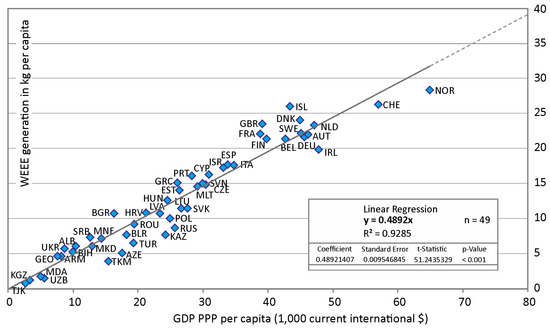 WEEE generation in kg per capita
40
35
30
25
20
15
10
5
0
0 10 20 30 40 50 60 70 80
GDP PPP per capita (1,000 current international $)
NOR
CHE
ISL
DNK
GBR
SWE
NLD
FRA
AUT
FIN
BEL
DEU
IRL
ESP
ISR
ITA
CYP
PRT
GRC
SVN
EST
CZE
MLT
HUN
LTU
LVA
SVK
BGR
HRV
POL
ROU
RUS
SRB
MNE
BLR
KAZ
ALB
TUR
UKR
MKD
BIH
AZE
GEO
ARM
TKM
MDA
KGZ
UZB
TJK
Linear Regression
y = 0.4892x
n = 49
R² = 0.9285
Coefficient Standard Error t-Statistic p-Value
0.48921407 0.009546845 51.2435329 <0.001